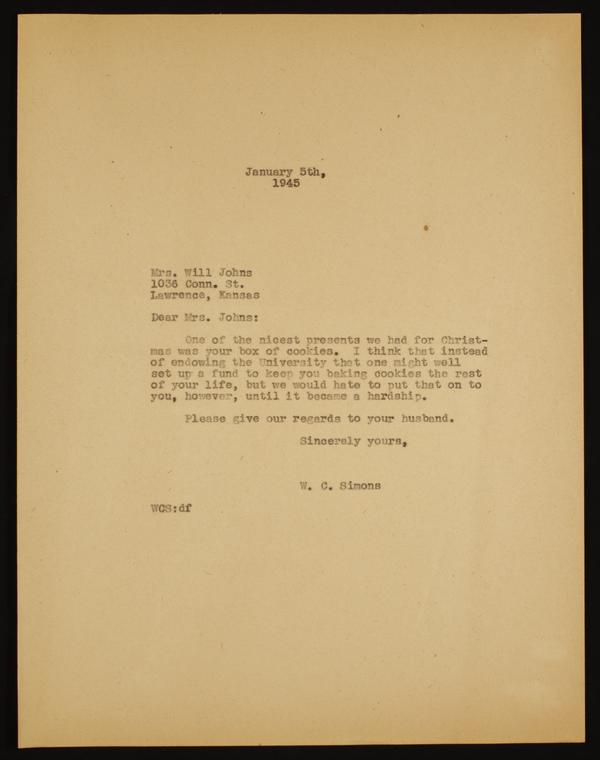 January 5th,
1945
Mrs. Will Johns
1036 Conn. St.
Lawrence, Kansas
Dear Mrs. Johns:
One of the nicest presents we had for Christ-
mas was your box of cookies. I think that instead
of endowing the University that one might well
set up a fund to keep you baking cookies the rest
of your life, but we would hate to put that on to
you, however, until it became a hardship.
Please give our regards to your husband.
Sincerely yours,
W. C. Simons
WCS:df